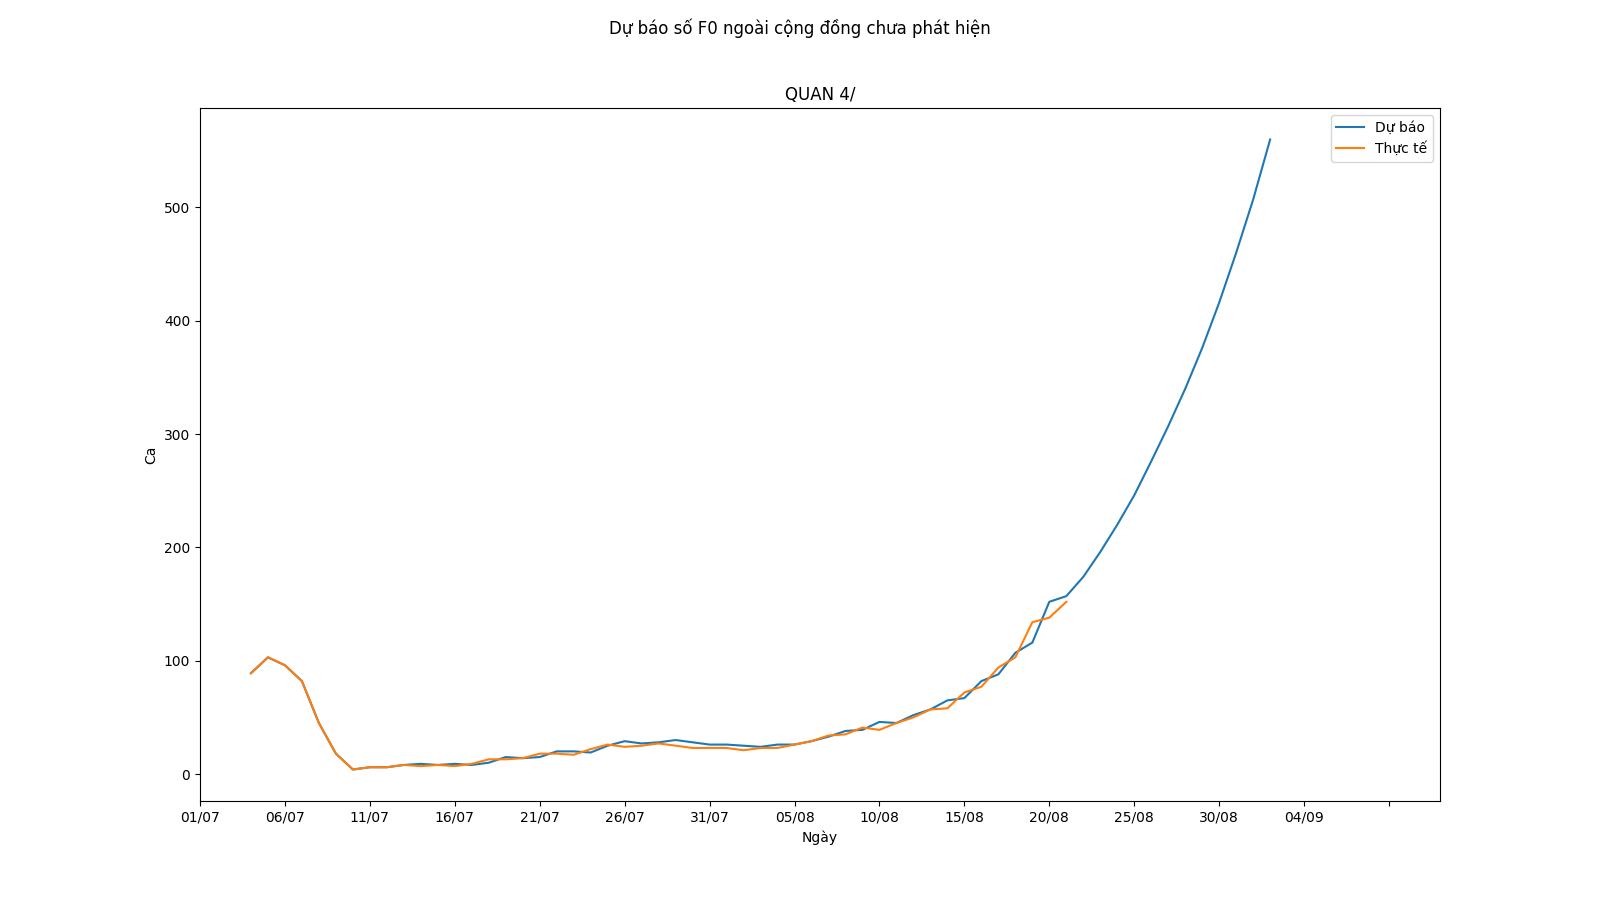 Dự báo số F0 ngoài cộng đồng chưa phát hiện
QUAN 4/
Dự báo
Thực tế
500
400
300
200
100
0
Ca
01/07 06/07 11/07 16/07 21/07 26/07 31/07 05/08 10/08 15/08 20/08 25/08 30/08 04/09
Ngày